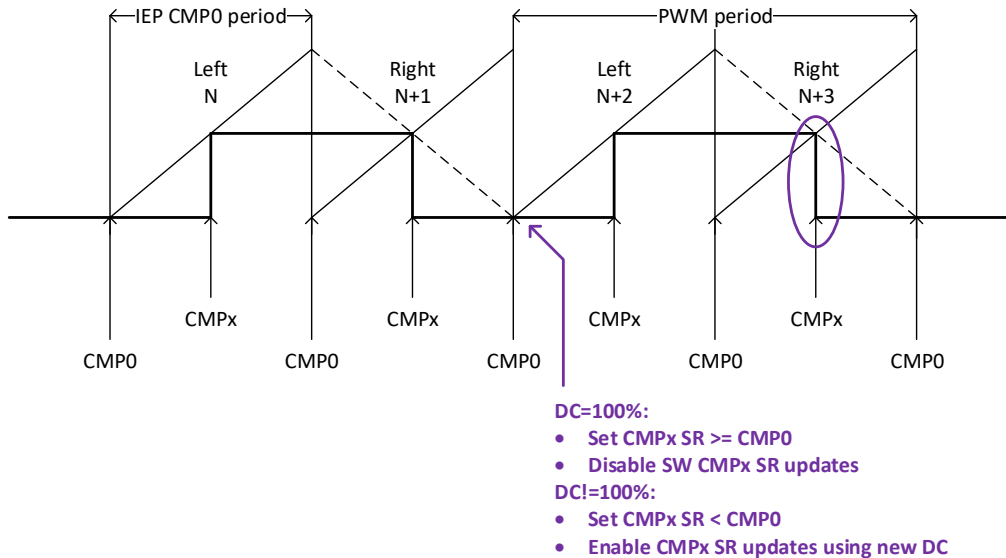 IEP CMP0 period
PWM period
Left
N
Right
N+1
Left
N+2
Right
N+3
CMPx
CMPx
CMPx
CMPx
CMP0
CMP0
CMP0
CMP0
CMP0
DC=100%:
• Set CMPx SR >= CMP0
• Disable SW CMPx SR updates
DC!=100%:
• Set CMPx SR < CMP0
• Enable CMPx SR updates using new DC